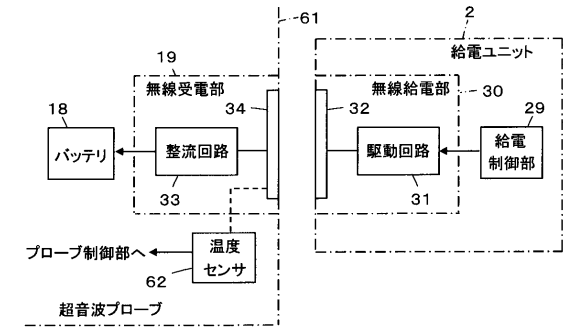 61
2
給電ユニット
19
無線受電部
34
32
無線給電部
30
18
29
バッテリ
整流回路
駆動回路
給電
制御部
33
31
プローブ制御部へ
温度
センサ
62
超音波プローブ